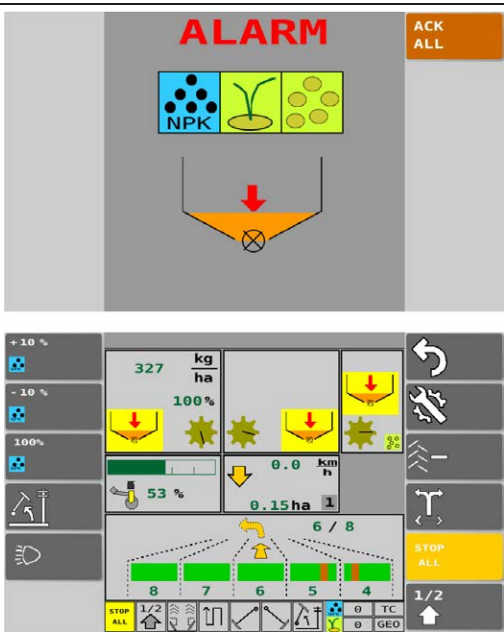 ALARM
ACK
ALL
NPK
+10 %
- 10 %
100%
327 kg
ha
100%
53 %
0.0 km
h
0.15ha 1
6 / 8
8 7 6 5 4
STOP
ALL
1/2
STOP
ALL
1/2
0 TC
0 GEO